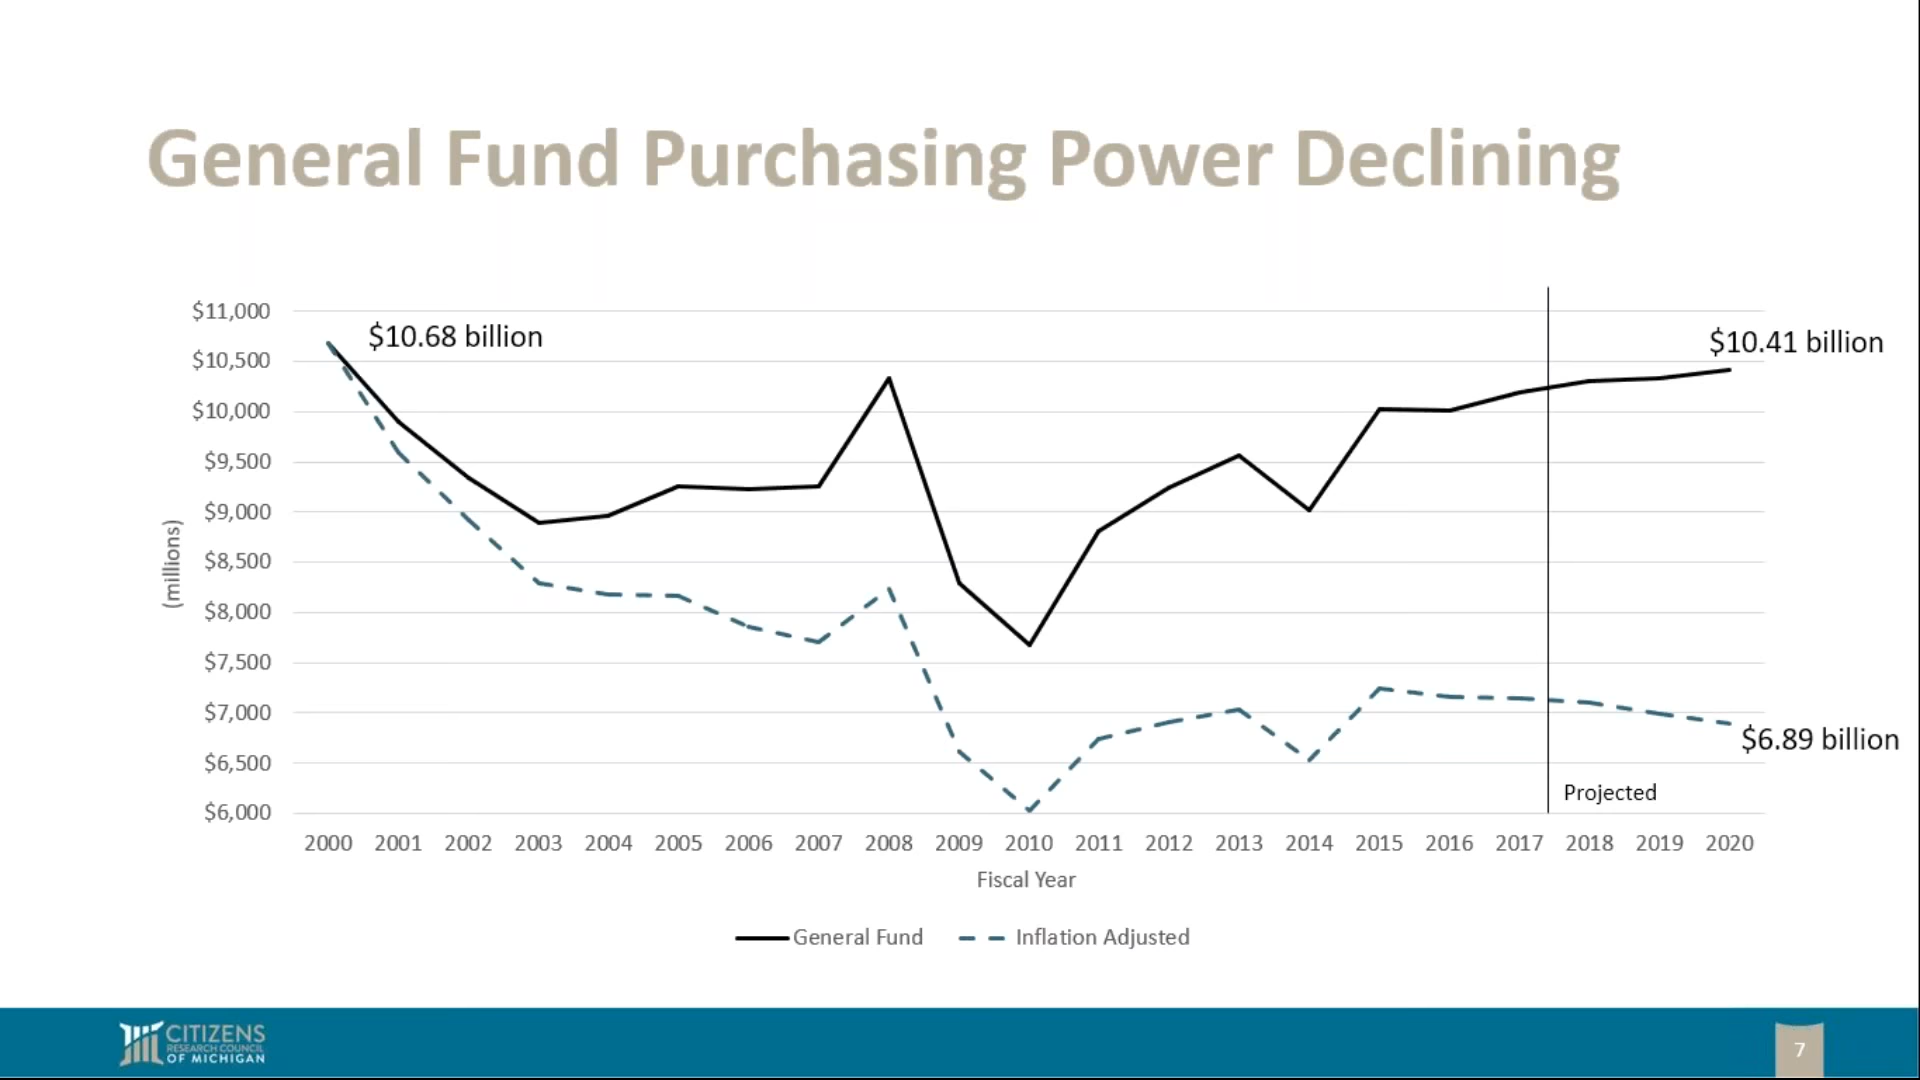 General Fund Purchasing Power Declining
$11,000
$10,500
$10,000
$9,500
$9,000
$8,500
$8,000
$7,500
$7,000
$6,500
$6,000
(millions)
$10.68 billion
$10.41 billion
$6.89 billion
Projected
2000 2001 2002 2003 2004 2005 2006 2007 2008 2009 2010 2011 2012 2013 2014 2015 2016 2017 2018 2019 2020
Fiscal Year
General Fund Inflation Adjusted
CITIZENS
RESEARCH COUNCIL
OF MICHIGAN
7